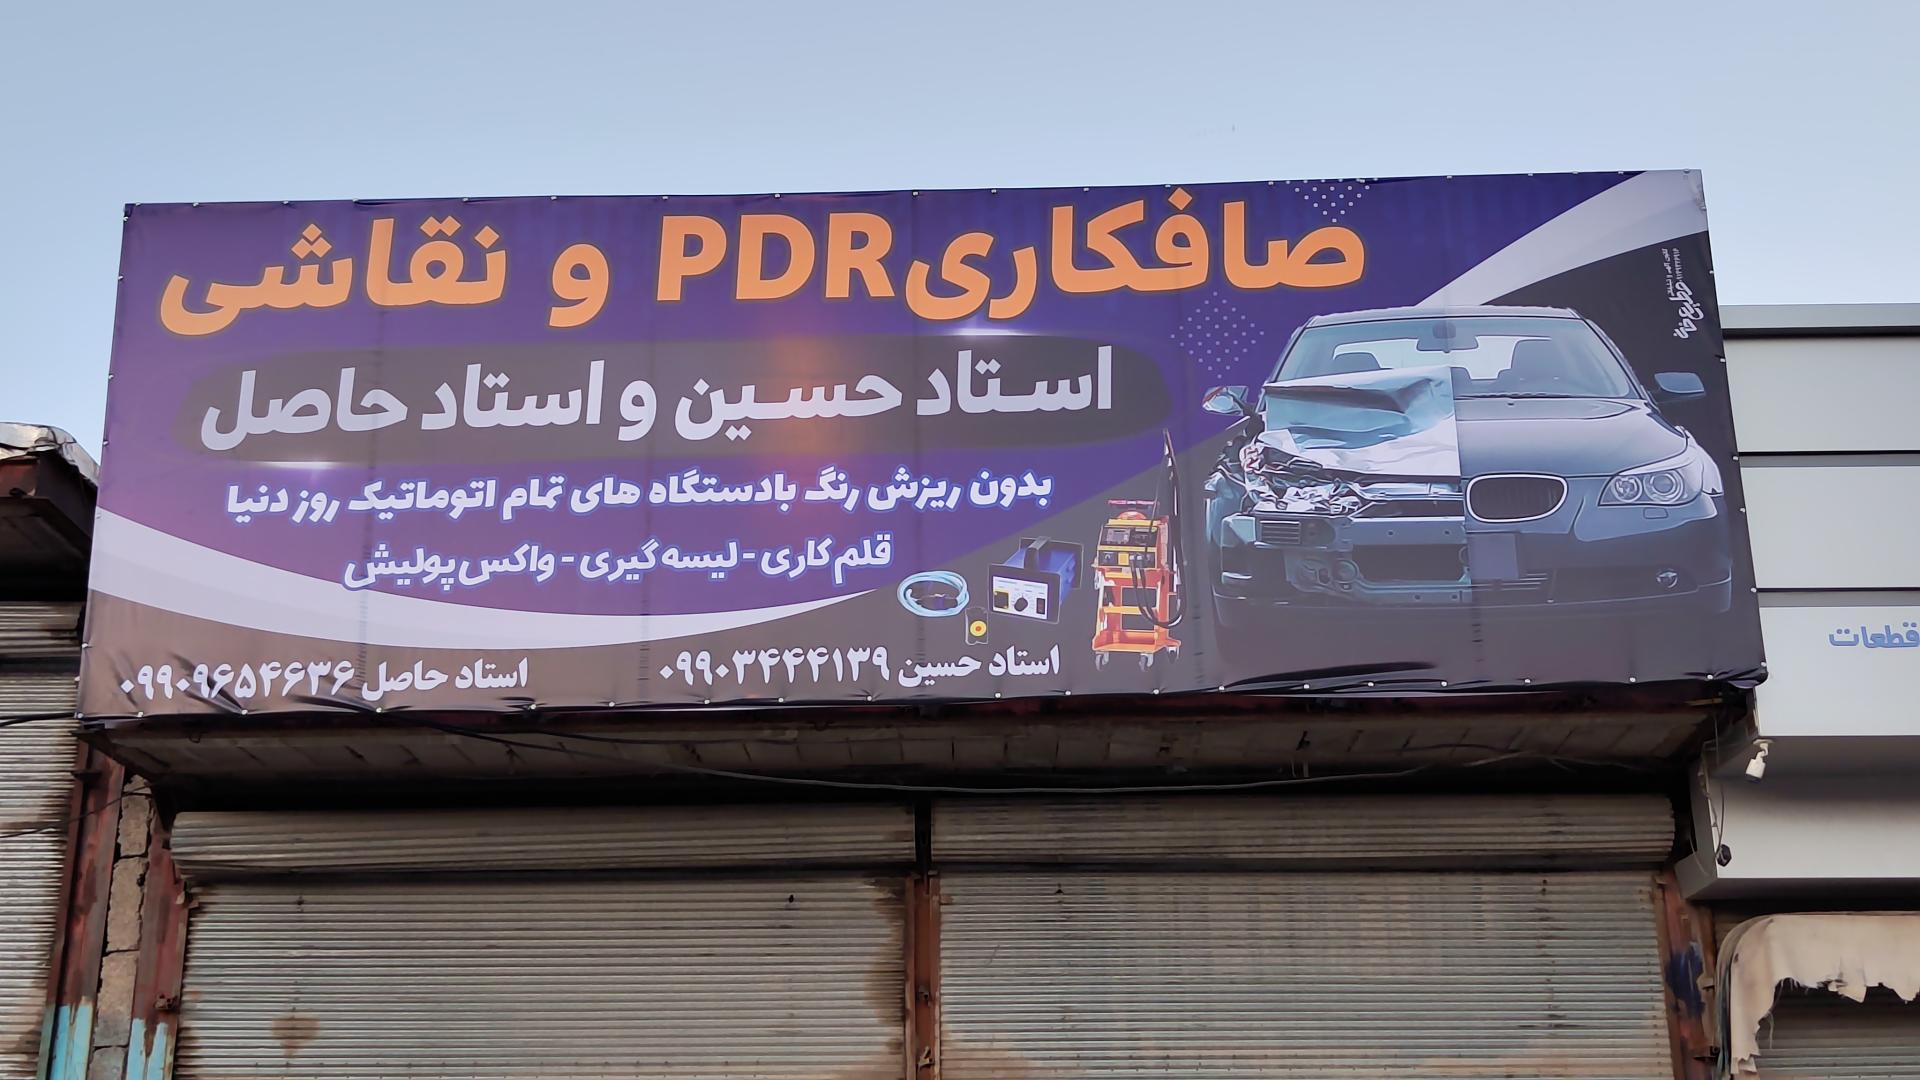 صافکاری PDR و نقاشی
استاد حسین و استاد حاصل
بدون ریزش رنگ بادستگاه های تمام اتوماتیک روز دنیا
قلم کاری - لیسه گیری - واکس پولیش
استاد حسین ۰۹۹۰۳۴۴۴۱۳۹
استاد حاصل ۰۹۹۰۹۶۵۴۶۳۶
قطعات